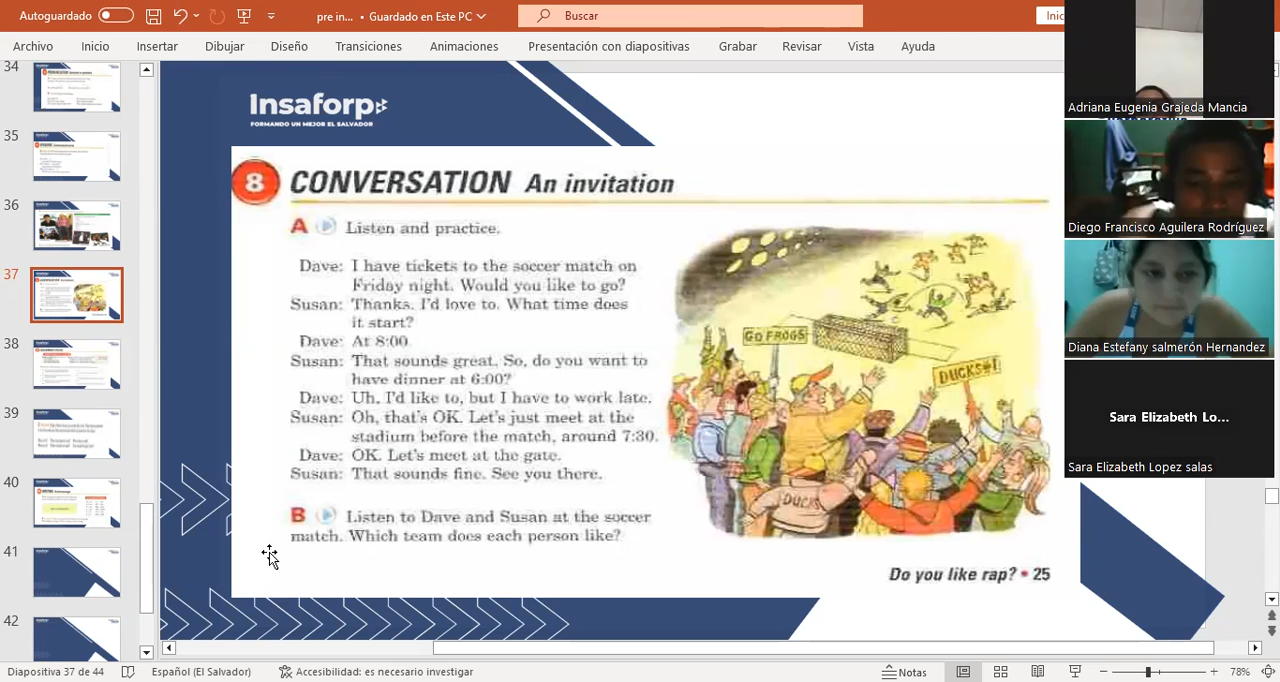 Autoguardado
pre in... • Guardado en Este PC
Buscar
Inic
Archivo Inicio Insertar Dibujar Diseño Transiciones Animaciones Presentación con diapositivas Grabar Revisar Vista Ayuda
34
35
36
37
38
39
40
41
42
Insaforp
FORMANDO UN MEJOR EL SALVADOR
8 CONVERSATION An invitation
A Listen and practice.
Dave: I have tickets to the soccer match on
Friday night. Would you like to go?
Susan: Thanks. I'd love to. What time does
it start?
Dave: At 8:00.
Susan: That sounds great. So, do you want to
have dinner at 6:00?
Dave: Uh, I'd like to, but I have to work late.
Susan: Oh, that's OK. Let's just meet at the
stadium before the match, around 7:30.
Dave: OK. Let's meet at the gate.
Susan: That sounds fine. See you there.
B Listen to Dave and Susan at the soccer
match. Which team does each person like?
GO FROGS
DUCKS #1
DUCKS
Do you like rap? • 25
Adriana Eugenia Grajeda Mancia
Diego Francisco Aguilera Rodríguez
Diana Estefany salmerón Hernandez
Sara Elizabeth Lo...
Sara Elizabeth Lopez salas
Diapositiva 37 de 44
Español (El Salvador)
Accesibilidad: es necesario investigar
Notas
78%